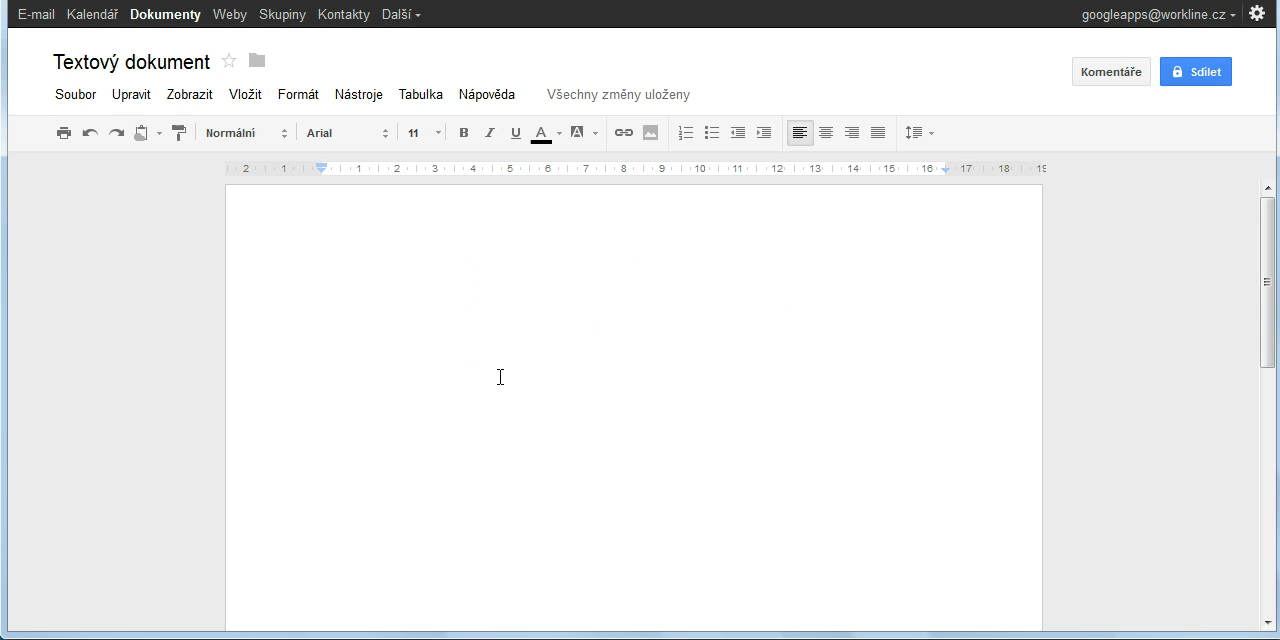 E-mail Kalendář Dokumenty Weby Skupiny Kontakty Další googleapps@workline.cz
Textový dokument
Komentáře Sdílet
Soubor Upravit Zobrazit Vložit Formát Nástroje Tabulka Nápověda Všechny změny uloženy
Normální Arial 11 B I U A A
2 1 1 2 3 4 5 6 7 8 9 10 11 12 13 14 15 16 17 18 19